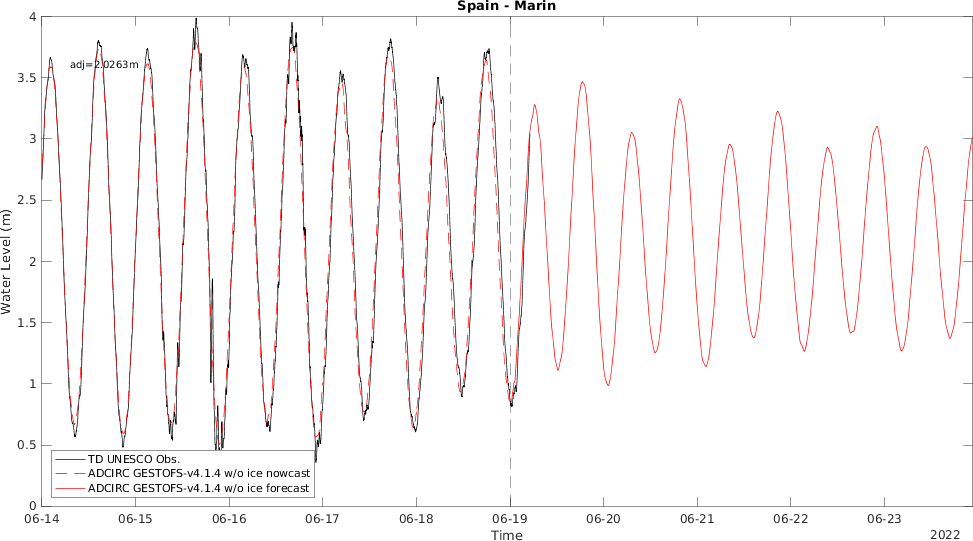 Spain - Marin
adj=2.0263m
Water Level (m)
4
3.5
3
2.5
2
1.5
1
0.5
0
TD UNESCO Obs.
ADCIRC GESTOFS-v4.1.4 w/o ice nowcast
ADCIRC GESTOFS-v4.1.4 w/o ice forecast
06-14 06-15 06-16 06-17 06-18 06-19 06-20 06-21 06-22 06-23
Time
2022